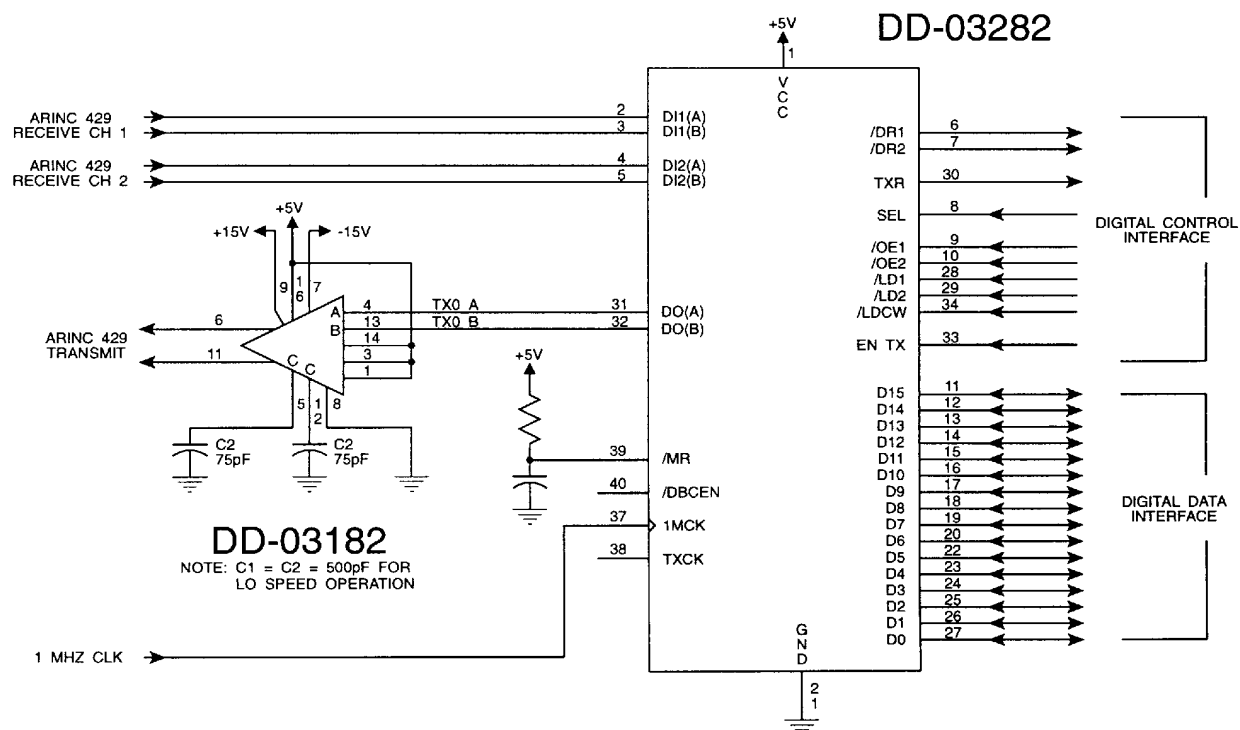 DD-03282
+5V
1
VCC
ARINC 429
RECEIVE CH 1
2 DI1(A)
3 DI1(B)
ARINC 429
RECEIVE CH 2
4 DI2(A)
5 DI2(B)
/DR1 6
/DR2 7
TXR 30
SEL 8
/OE1 9
/OE2 10
/LD1 28
/LD2 29
/LDCW 34
EN TX 33
DIGITAL CONTROL
INTERFACE
+5V
+15V
-15V
9
16
7
A 4 TX0 A 31 DO(A)
B 13 TX0 B 32 DO(B)
14
3
1
6
ARINC 429
TRANSMIT
11
C
C
5
12
8
C2
75pF
C2
75pF
+5V
39 /MR
40 /DBCEN
37 1MCK
38 TXCK
D15 11
D14 12
D13 13
D12 14
D11 15
D10 16
D9 17
D8 18
D7 19
D6 20
D5 22
D4 23
D3 24
D2 25
D1 26
D0 27
DIGITAL DATA
INTERFACE
DD-03182
NOTE: C1 = C2 = 500pF FOR
LO SPEED OPERATION
1 MHZ CLK
GND
21